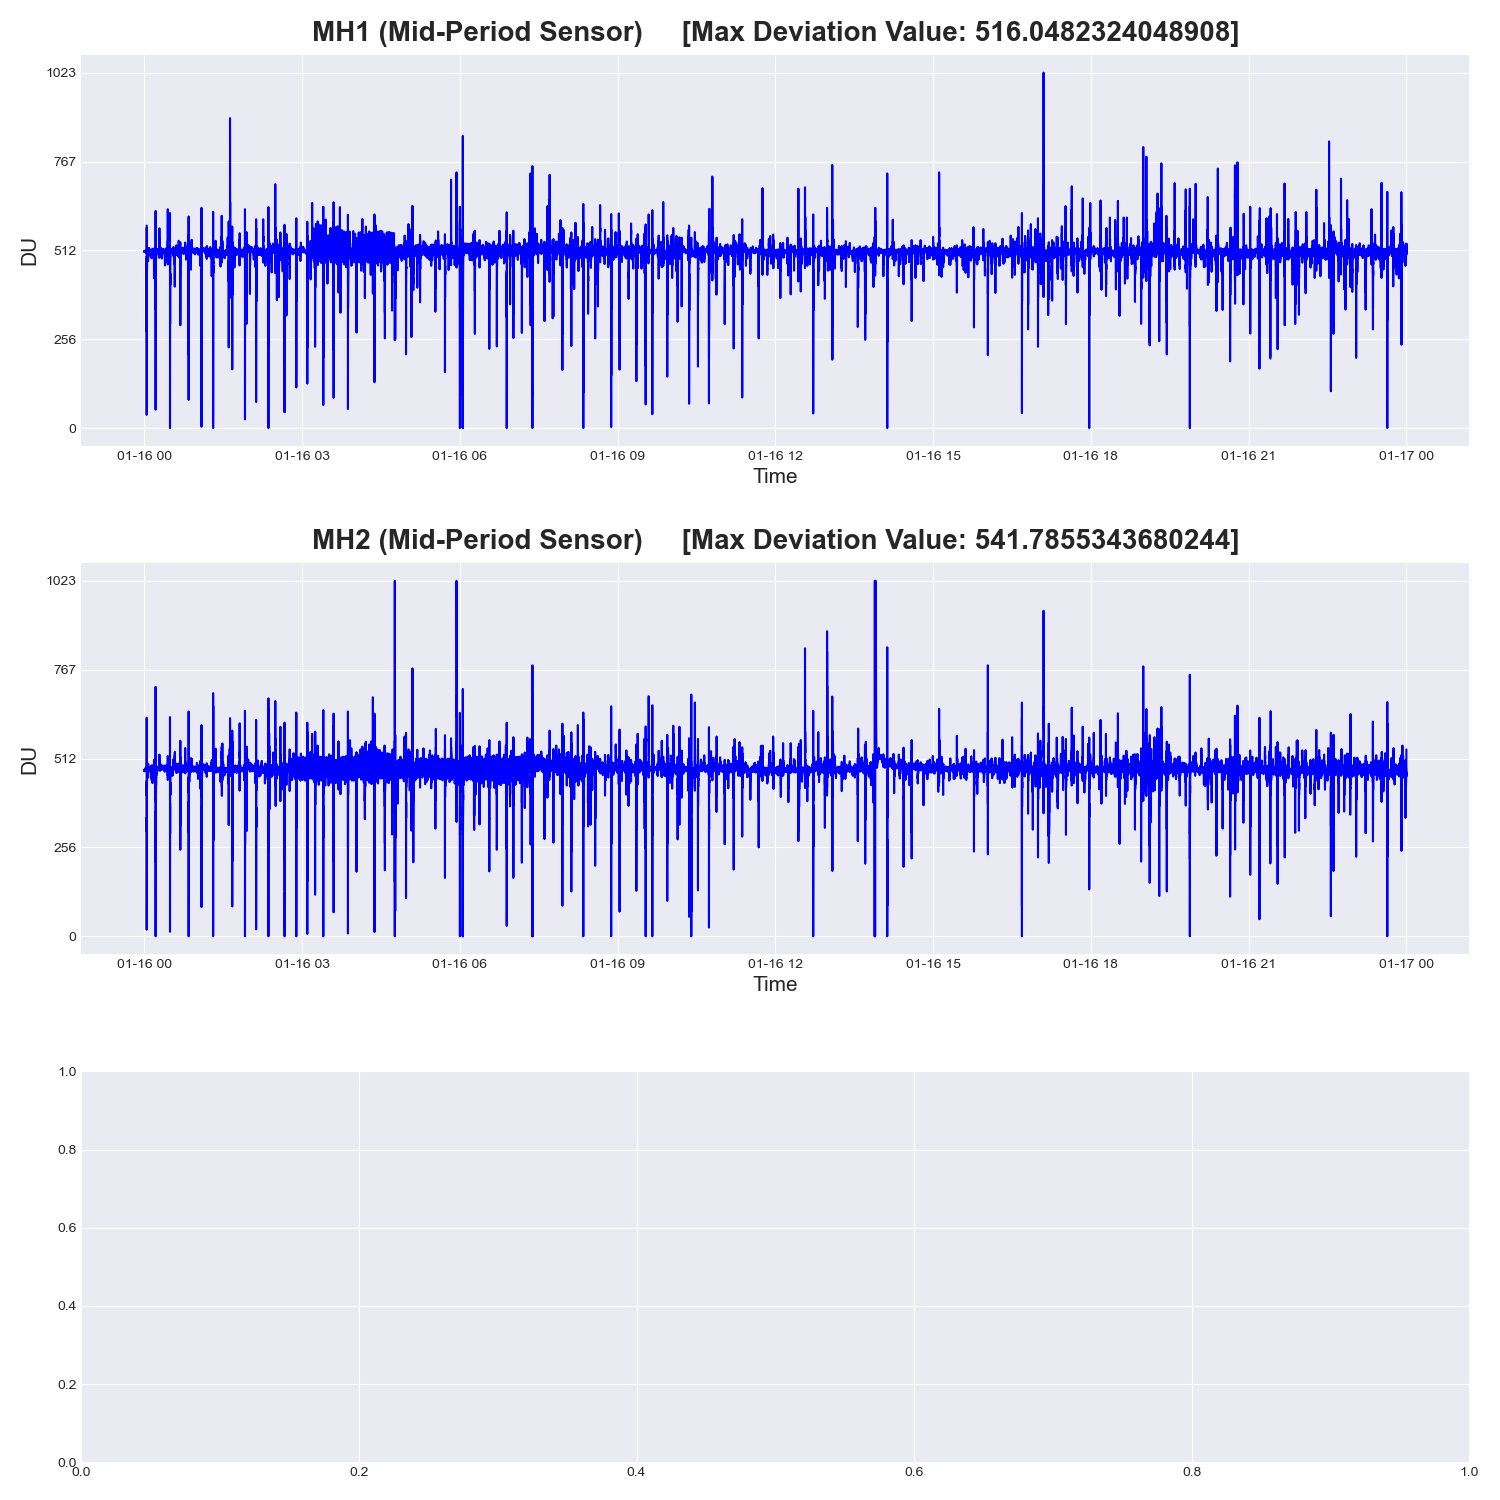 MH1 (Mid-Period Sensor) [Max Deviation Value: 516.0482324048908]
1023
767
512
256
0
DU
01-16 00 01-16 03 01-16 06 01-16 09 01-16 12 01-16 15 01-16 18 01-16 21 01-17 00
Time
MH2 (Mid-Period Sensor) [Max Deviation Value: 541.7855343680244]
1023
767
512
256
0
DU
01-16 00 01-16 03 01-16 06 01-16 09 01-16 12 01-16 15 01-16 18 01-16 21 01-17 00
Time
1.0
0.8
0.6
0.4
0.2
0.0
0.0 0.2 0.4 0.6 0.8 1.0